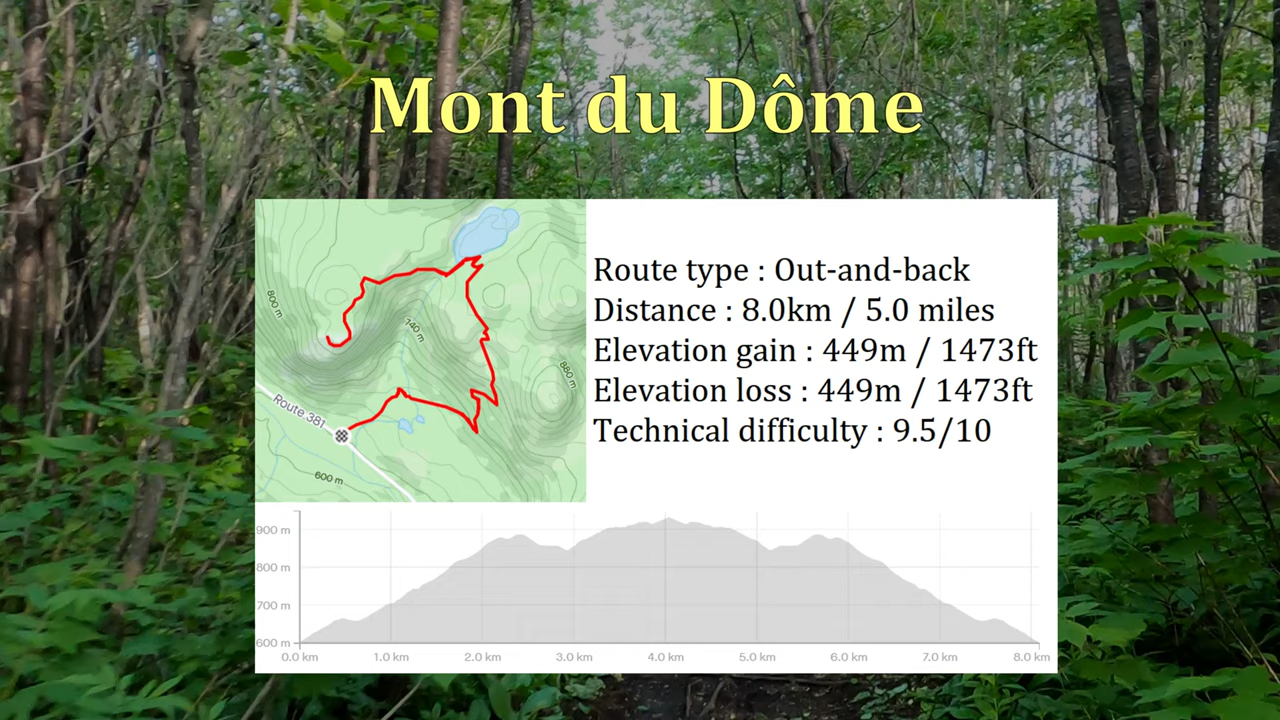 Mont du Dôme
Route type : Out-and-back
Distance : 8.0km / 5.0 miles
Elevation gain : 449m / 1473ft
Elevation loss : 449m / 1473ft
Technical difficulty : 9.5/10
800 m
740 m
880 m
Route 381
600 m
900 m
800 m
700 m
600 m
0.0 km 1.0 km 2.0 km 3.0 km 4.0 km 5.0 km 6.0 km 7.0 km 8.0 km